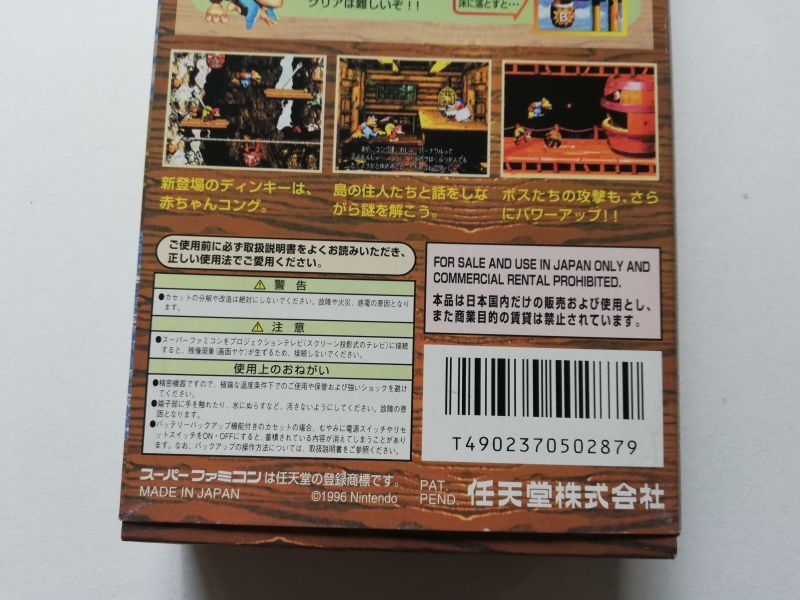 クリアは難しいぞ!!
床に落とすと…
新登場のディンキーは、
赤ちゃんコング。
島の住人たちと話をしな
がら謎を解こう。
ボスたちの攻撃も、さら
にパワーアップ!!
ご使用前に必ず取扱説明書をよくお読みいただき、
正しい使用法でご愛用ください。
⚠ 警告
●カセットの分解や改造は絶対にしないでください。故障や火災、感電の原因となり
ます。
⚠ 注意
●スーパーファミコンをプロジェクションテレビ(スクリーン投影式のテレビ)に接続
すると、残像現象(画面ヤケ)が生ずるため、接続しないでください。
使用上のおねがい
●精密機器ですので、極端な温度条件下でのご使用や保管および強いショックを避け
てください。
●端子部に手を触れたり、水にぬらすなど、汚さないようにしてください。故障の原
因となります。
●バッテリーバックアップ機能付きのカセットの場合、むやみに電源スイッチやリセ
ットスイッチをON・OFFにすると、蓄積されている内容が消えてしまうことがありま
す。なお、バックアップの操作方法については、取扱説明書をご参照ください。
FOR SALE AND USE IN JAPAN ONLY AND
COMMERCIAL RENTAL PROHIBITED.
本品は日本国内だけの販売および使用とし、
また商業目的の賃貸は禁止されています。
T4902370502879
スーパーファミコンは任天堂の登録商標です。
MADE IN JAPAN
©1996 Nintendo
PAT.
PEND.
任天堂株式会社